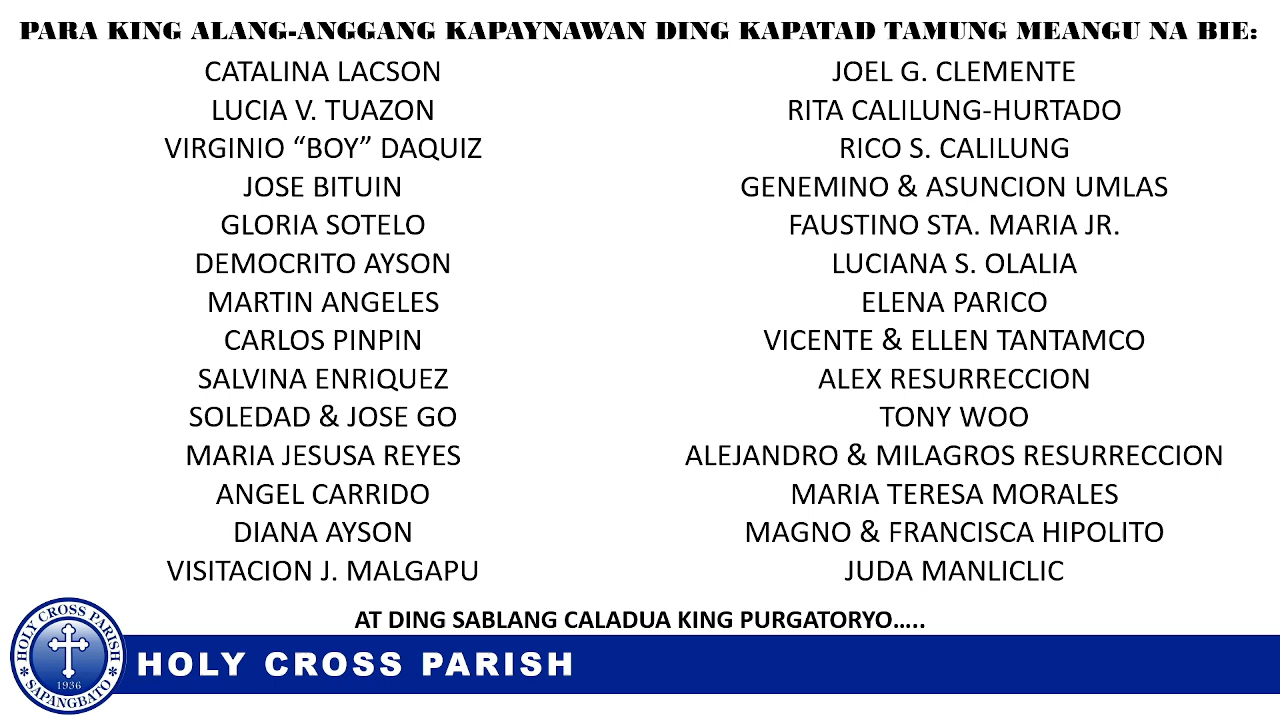 PARA KING ALANG-ANGGANG KAPAYNAWAN DING KAPATAD TAMUNG MEANGU NA BIE:
CATALINA LACSON
LUCIA V. TUAZON
VIRGINIO “BOY” DAQUIZ
JOSE BITUIN
GLORIA SOTELO
DEMOCRITO AYSON
MARTIN ANGELES
CARLOS PINPIN
SALVINA ENRIQUEZ
SOLEDAD & JOSE GO
MARIA JESUSA REYES
ANGEL CARRIDO
DIANA AYSON
VISITACION J. MALGAPU
JOEL G. CLEMENTE
RITA CALILUNG-HURTADO
RICO S. CALILUNG
GENEMINO & ASUNCION UMLAS
FAUSTINO STA. MARIA JR.
LUCIANA S. OLALIA
ELENA PARICO
VICENTE & ELLEN TANTAMCO
ALEX RESURRECCION
TONY WOO
ALEJANDRO & MILAGROS RESURRECCION
MARIA TERESA MORALES
MAGNO & FRANCISCA HIPOLITO
JUDA MANLICLIC
AT DING SABLANG CALADUA KING PURGATORYO…..
HOLY CROSS PARISH
1936
SAPANGBATO
HOLY CROSS PARISH